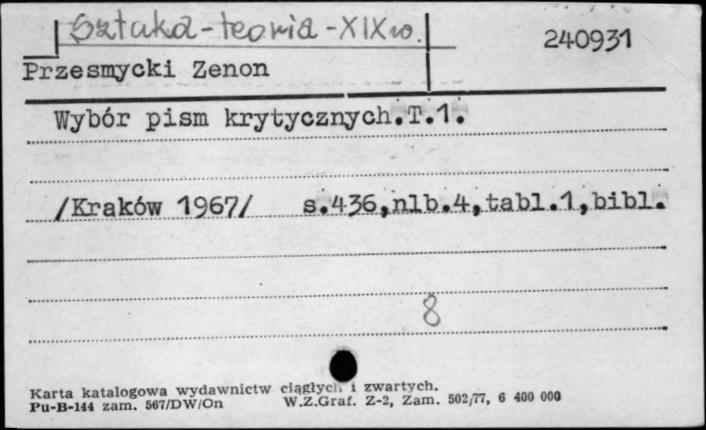 Sztuka-teoria-XIXw.
240931
Przesmycki Zenon
Wybór pism krytycznych.T.1.
/Kraków 1967/ s.436,nlb.4,tabl.1,bibl.
8
Karta katalogowa wydawnictw ciągłych i zwartych.
Pu-B-144 zam. 567/DW/On W.Z.Graf. Z-2, Zam. 502/77, 6 400 000